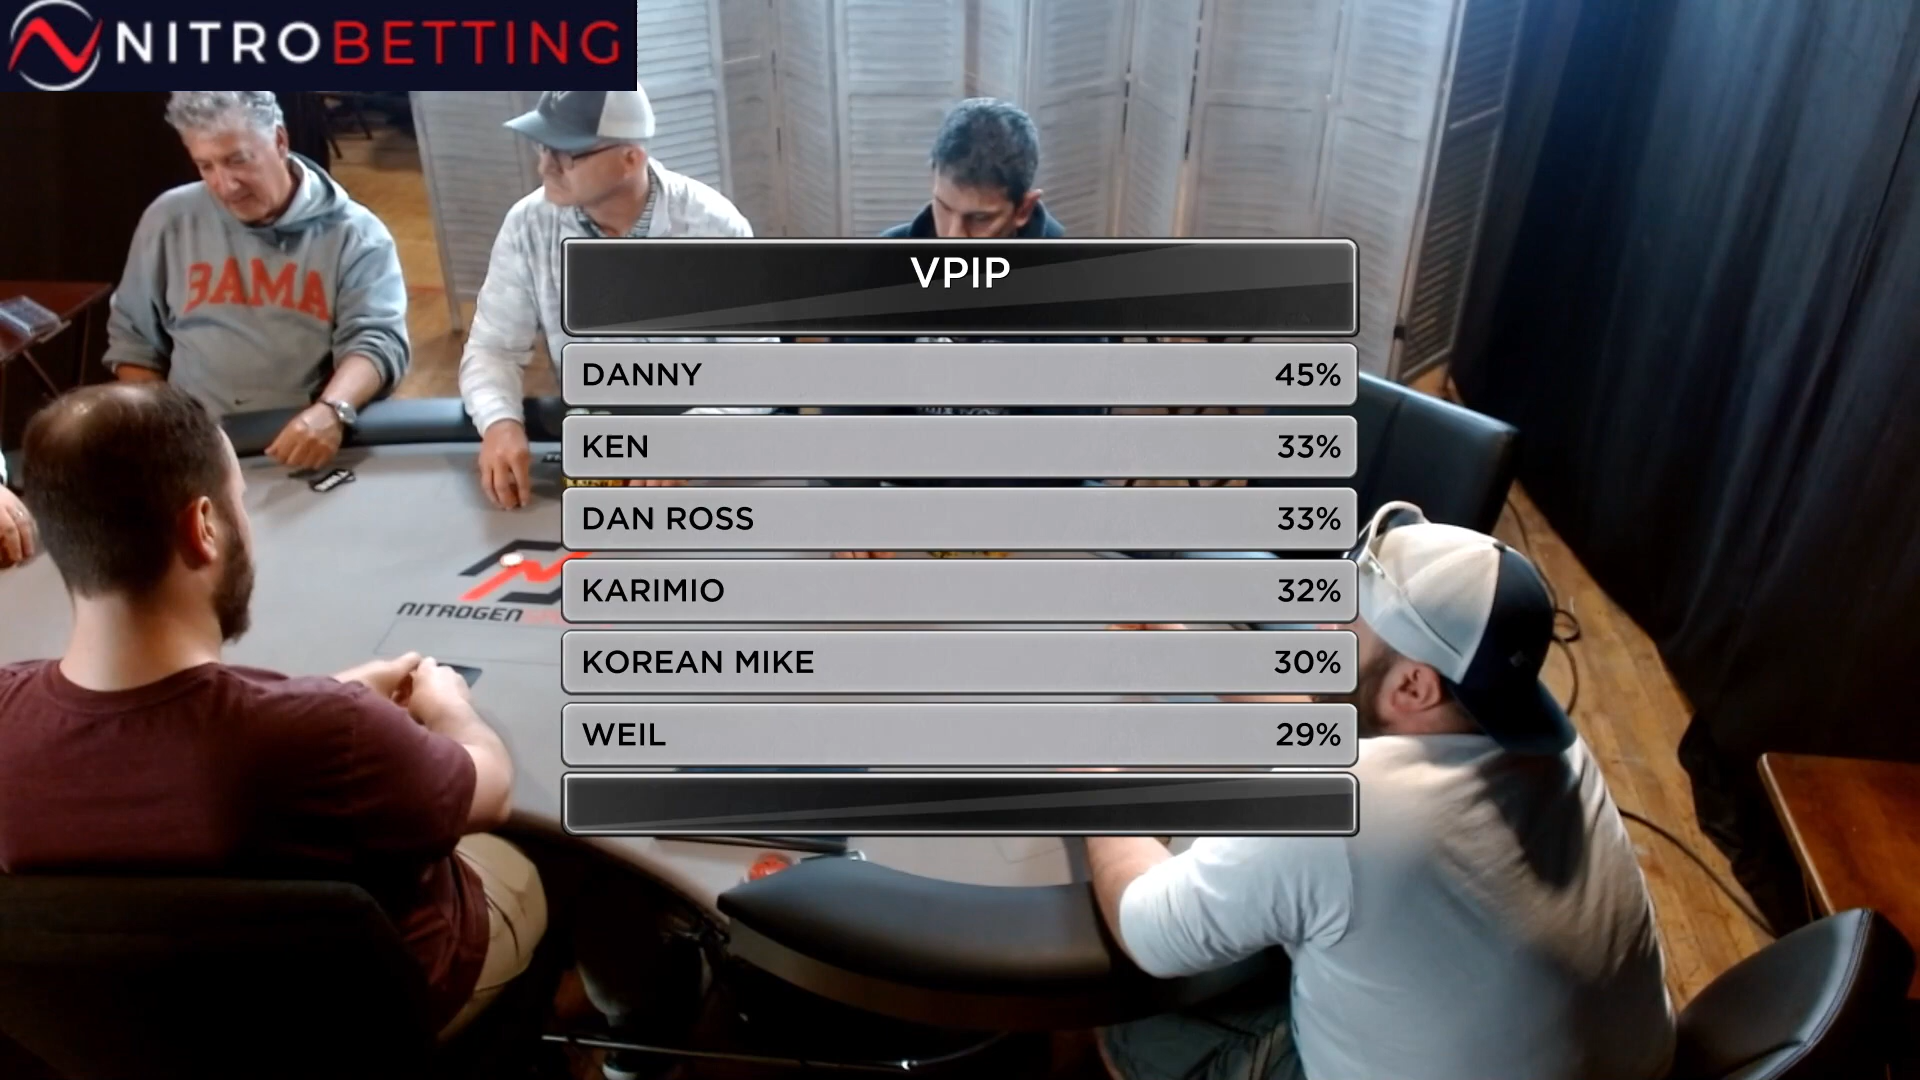 NITROBETTING
BAMA
VPIP
DANNY 45%
KEN 33%
DAN ROSS 33%
KARIMIO 32%
KOREAN MIKE 30%
WEIL 29%
NITROGEN